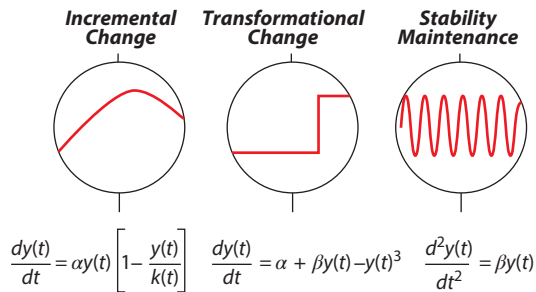 Incremental Change
Transformational Change
Stability Maintenance
dy(t)/dt = αy(t) [1- y(t)/k(t)]
dy(t)/dt = α + βy(t)–y(t)³
d²y(t)/dt² = βy(t)